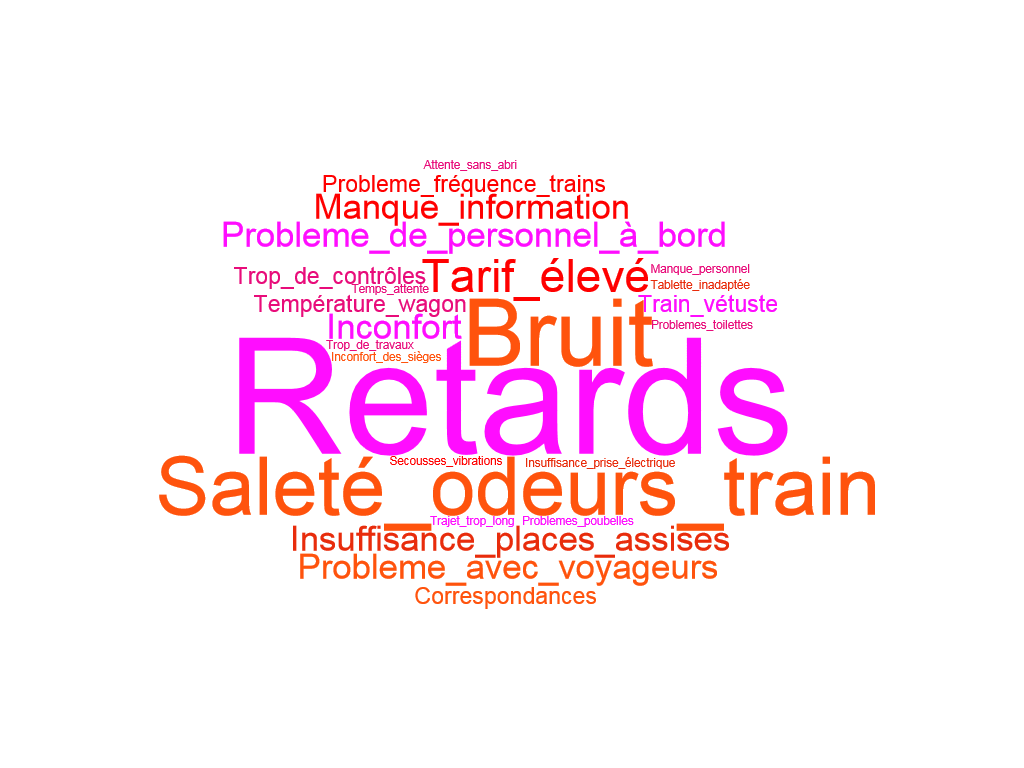 Attente_sans_abri
Probleme_fréquence_trains
Manque_information
Probleme_de_personnel_à_bord
Tarif_élevé
Manque_personnel
Trop_de_contrôles
Tablette_inadaptée
Temps_attente
Température_wagon
Train_vétuste
Inconfort
Bruit
Problemes_toilettes
Trop_de_travaux
Inconfort_des_sièges
Retards
Secousses_vibrations
Insuffisance_prise_électrique
Saleté_odeurs_train
Trajet_trop_long
Problemes_poubelles
Insuffisance_places_assises
Probleme_avec_voyageurs
Correspondances